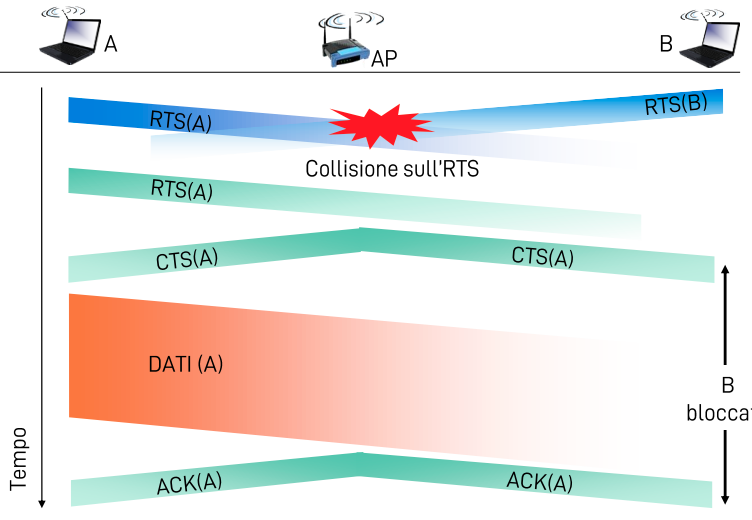 A
AP
B
RTS(A)
RTS(B)
Collisione sull'RTS
RTS(A)
CTS(A)
CTS(A)
DATI (A)
B
blocca
Tempo
ACK(A)
ACK(A)